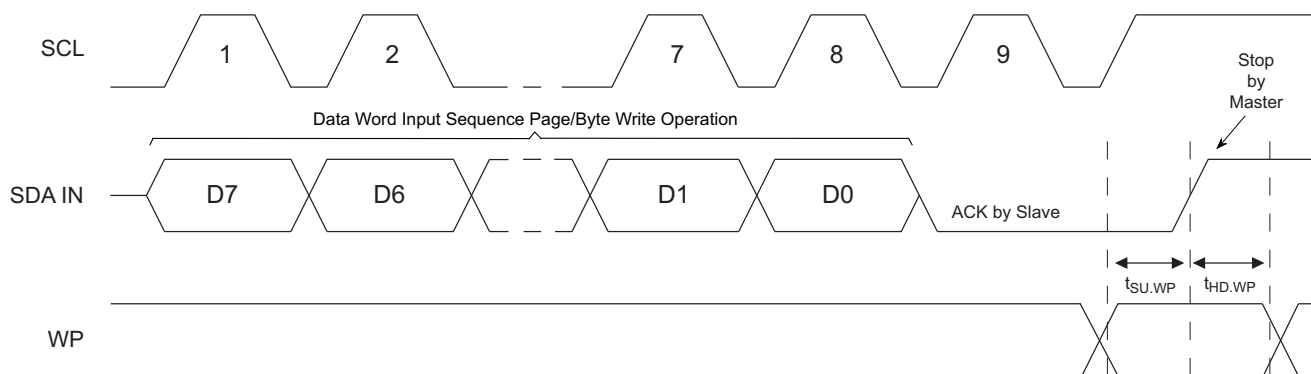 SCL
1
2
7
8
9
Stop
by
Master
Data Word Input Sequence Page/Byte Write Operation
SDA IN
D7
D6
D1
D0
ACK by Slave
tSU.WP
tHD.WP
WP